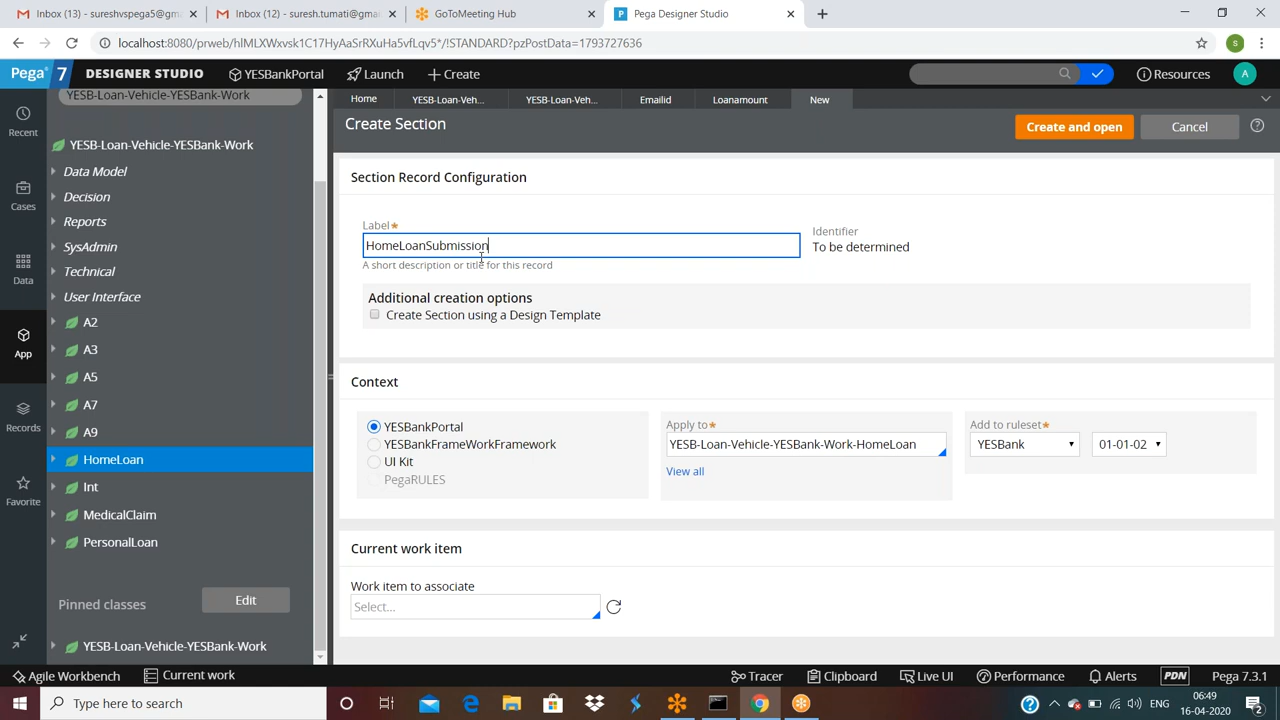 Inbox (13) - sureshvspega5@gm
Inbox (12) - suresh.tumati@gma
GoToMeeting Hub
Pega Designer Studio
localhost:8080/prweb/hlMLXWxvsk1C17HyAaSrRXuHa5vfLqv5*/!STANDARD?pzPostData=1793727636
S
Pega 7 DESIGNER STUDIO YESBankPortal Launch Create Resources A
YESB-Loan-Vehicle-YESBank-Work
Home YESB-Loan-Veh... YESB-Loan-Veh... Emailid Loanamount New
Create Section
Create and open Cancel
Recent
Cases
Data
App
Records
Favorite
YESB-Loan-Vehicle-YESBank-Work
Data Model
Decision
Reports
SysAdmin
Technical
User Interface
A2
A3
A5
A7
A9
HomeLoan
Int
MedicalClaim
PersonalLoan
Pinned classes Edit
YESB-Loan-Vehicle-YESBank-Work
Section Record Configuration
Label*
HomeLoanSubmission
A short description or title for this record
Identifier
To be determined
Additional creation options
Create Section using a Design Template
Context
YESBankPortal
YESBankFrameWorkFramework
UI Kit
PegaRULES
Apply to*
YESB-Loan-Vehicle-YESBank-Work-HomeLoan
View all
Add to ruleset*
YESBank 01-01-02
Current work item
Work item to associate
Select...
Agile Workbench Current work Tracer Clipboard Live UI Performance Alerts PDN Pega 7.3.1
Type here to search
ENG
06:49
16-04-2020
2